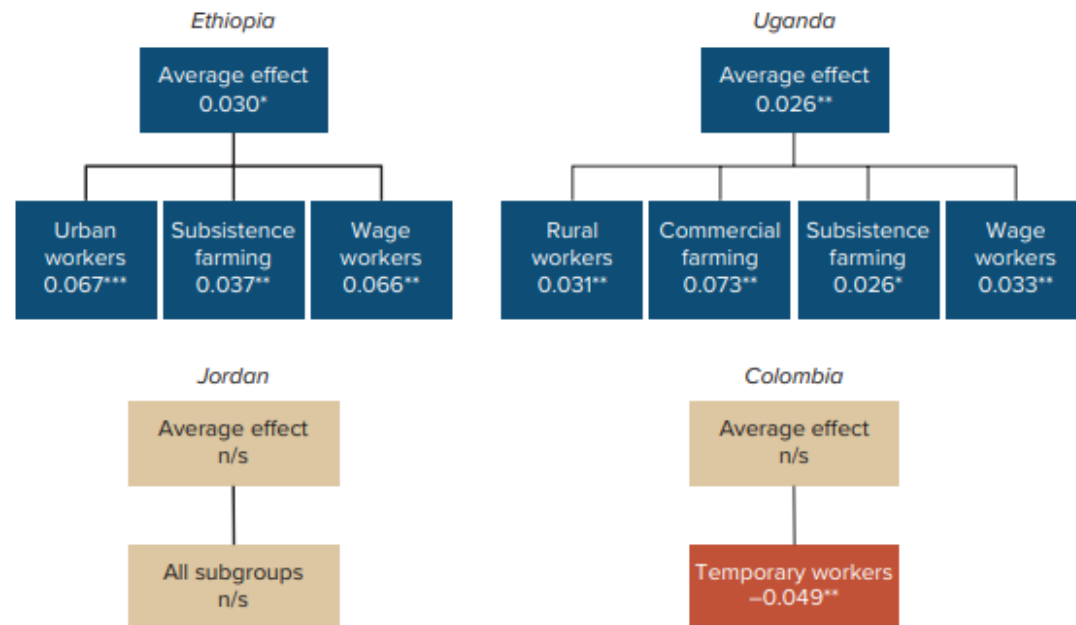 Ethiopia
Average effect
0.030*
Urban
workers
0.067***
Subsistence
farming
0.037**
Wage
workers
0.066**
Uganda
Average effect
0.026**
Rural
workers
0.031**
Commercial
farming
0.073**
Subsistence
farming
0.026*
Wage
workers
0.033**
Jordan
Average effect
n/s
All subgroups
n/s
Colombia
Average effect
n/s
Temporary workers
–0.049**